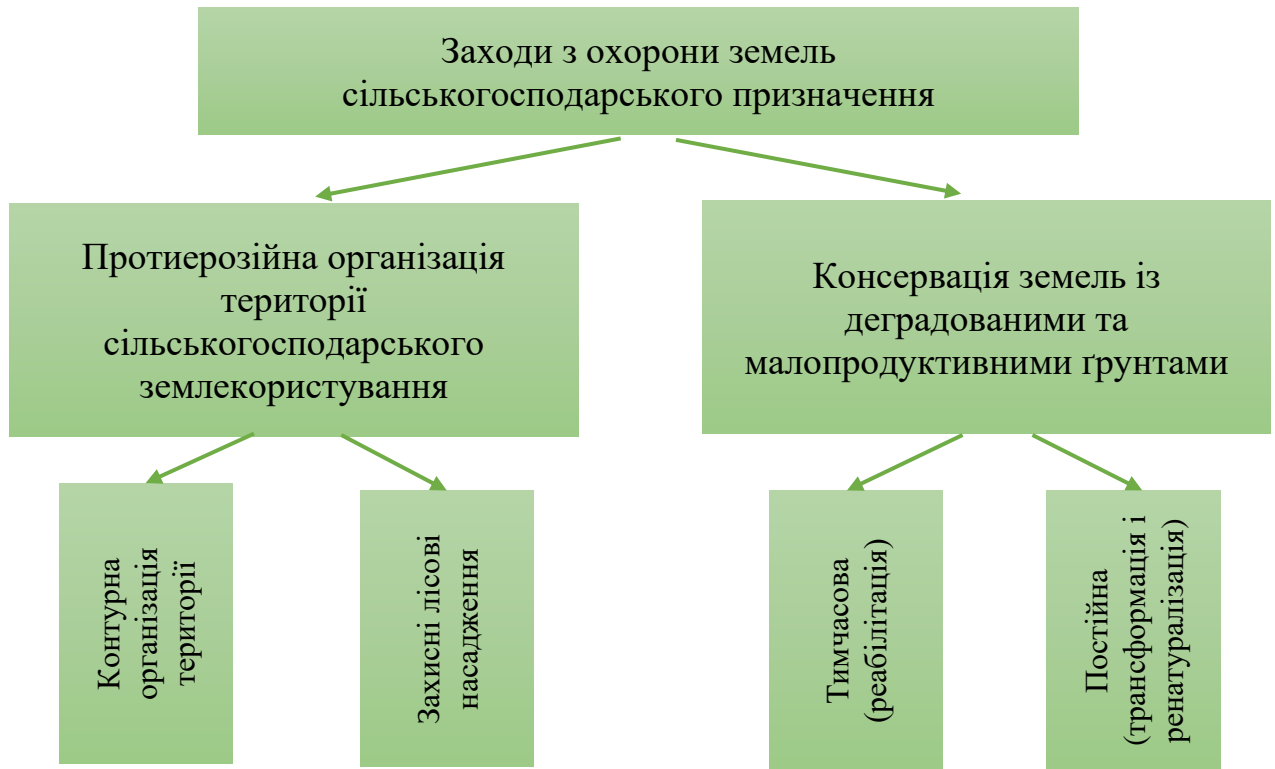 Заходи з охорони земель
сільськогосподарського призначення
Протиерозійна організація
території
сільськогосподарського
землекористування
Консервація земель із
деградованими та
малопродуктивними ґрунтами
Контурна
організація
території
Захисні лісові
насадження
Тимчасова
(реабілітація)
Постійна
(трансформація і
ренатуралізація)